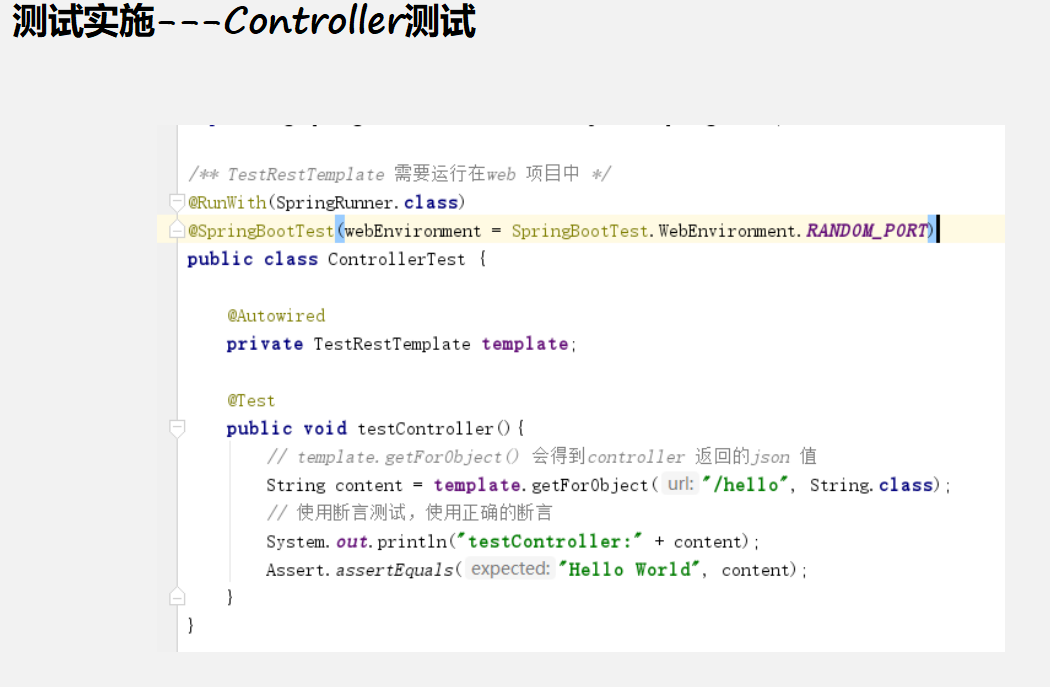 测试实施---Controller测试
/** TestRestTemplate 需要运行在web 项目中 */
@RunWith(SpringRunner.class)
@SpringBootTest(webEnvironment = SpringBootTest.WebEnvironment.RANDOM_PORT)
public class ControllerTest {
@Autowired
private TestRestTemplate template;
@Test
public void testController(){
// template.getForObject() 会得到controller 返回的json 值
String content = template.getForObject( url: "/hello", String.class);
// 使用断言测试，使用正确的断言
System.out.println("testController:" + content);
Assert.assertEquals( expected: "Hello World", content);
}
}